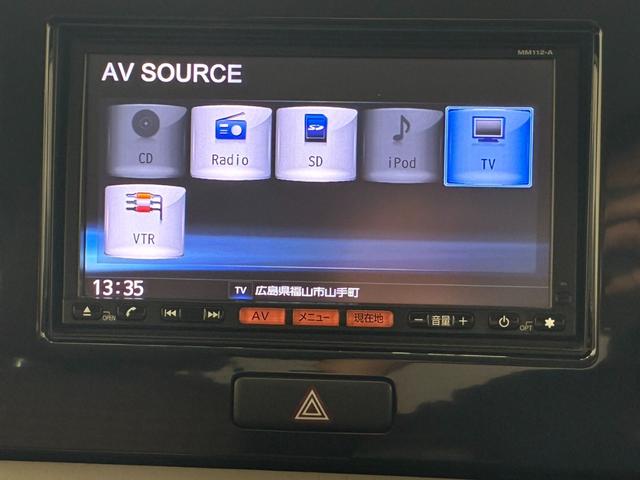 MM112-A
AV SOURCE
CD
Radio
SD
iPod
TV
VTR
13:35
TV 広島県福山市山手町
OPEN
AV
メニュー
現在地
− 音量 +
OPT